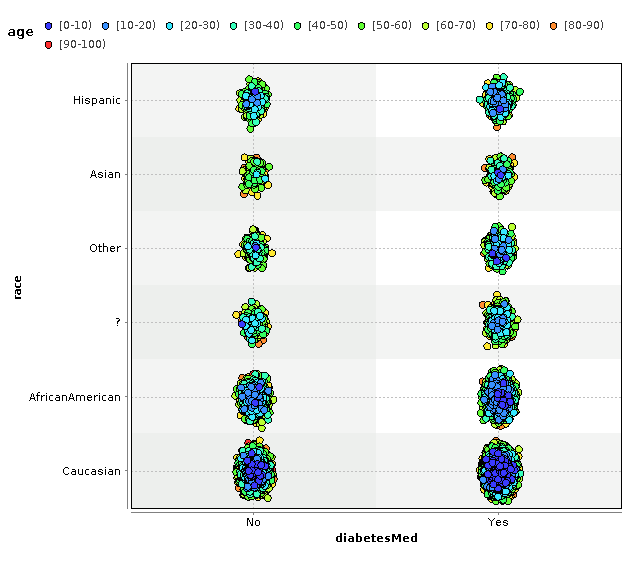 age [0-10) [10-20) [20-30) [30-40) [40-50) [50-60) [60-70) [70-80) [80-90)
[90-100)
Hispanic
Asian
Other
?
AfricanAmerican
Caucasian
race
No Yes
diabetesMed